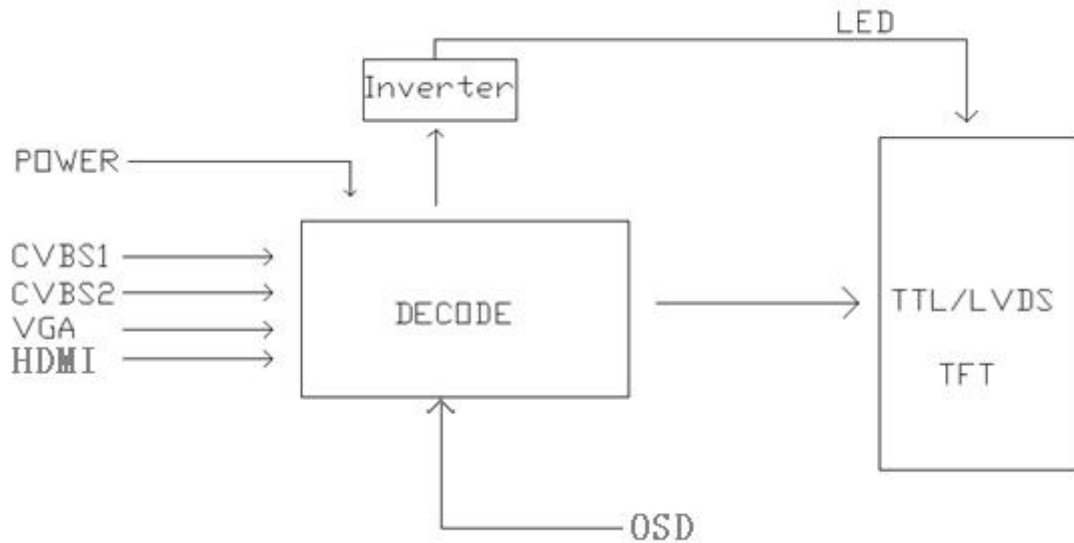 LED
Inverter
POWER
CVBS1
CVBS2
VGA
HDMI
DECODE
TTL/LVDS
TFT
OSD